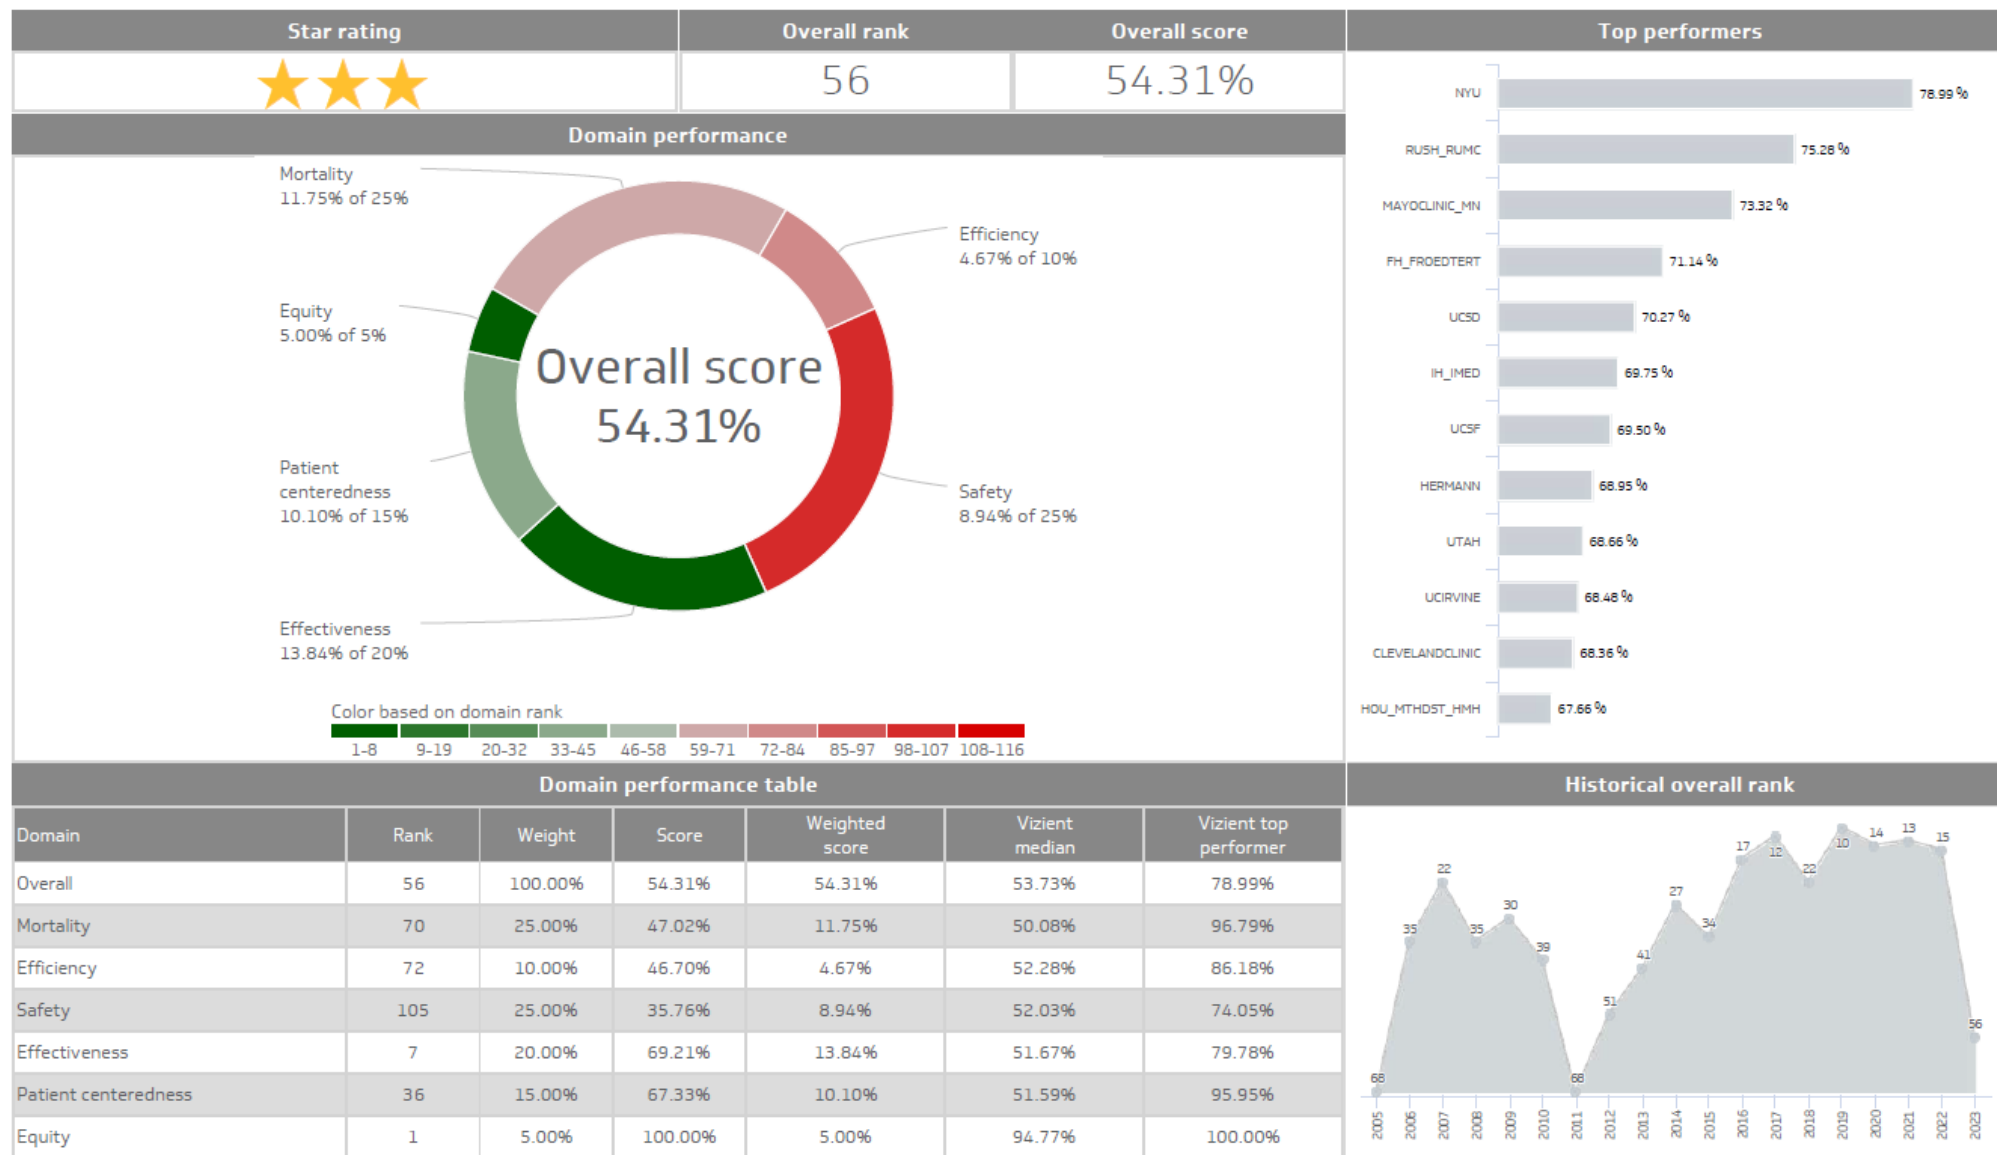 Star rating
Overall rank
Overall score
Top performers
56
54.31%
Domain performance
Mortality
11.75% of 25%
Efficiency
4.67% of 10%
Equity
5.00% of 5%
Overall score
54.31%
Patient
centeredness
10.10% of 15%
Safety
8.94% of 25%
Effectiveness
13.84% of 20%
Color based on domain rank
1-8 9-19 20-32 33-45 46-58 59-71 72-84 85-97 98-107 108-116
NYU 78.99 %
RUSH_RUMC 75.28 %
MAYOCLINIC_MN 73.32 %
FH_FROEDTERT 71.14 %
UCSD 70.27 %
IH_IMED 69.75 %
UCSF 69.50 %
HERMANN 68.95 %
UTAH 68.66 %
UCIRVINE 68.48 %
CLEVELANDCLINIC 68.36 %
HOU_MTHDST_HMH 67.66 %
Domain performance table
Domain Rank Weight Score Weighted score Vizient median Vizient top performer
Overall 56 100.00% 54.31% 54.31% 53.73% 78.99%
Mortality 70 25.00% 47.02% 11.75% 50.08% 96.79%
Efficiency 72 10.00% 46.70% 4.67% 52.28% 86.18%
Safety 105 25.00% 35.76% 8.94% 52.03% 74.05%
Effectiveness 7 20.00% 69.21% 13.84% 51.67% 79.78%
Patient centeredness 36 15.00% 67.33% 10.10% 51.59% 95.95%
Equity 1 5.00% 100.00% 5.00% 94.77% 100.00%
Historical overall rank
68 35 22 35 30 39 68 51 41 27 34 17 12 22 10 14 13 15 56
2005 2006 2007 2008 2009 2010 2011 2012 2013 2014 2015 2016 2017 2018 2019 2020 2021 2022 2023